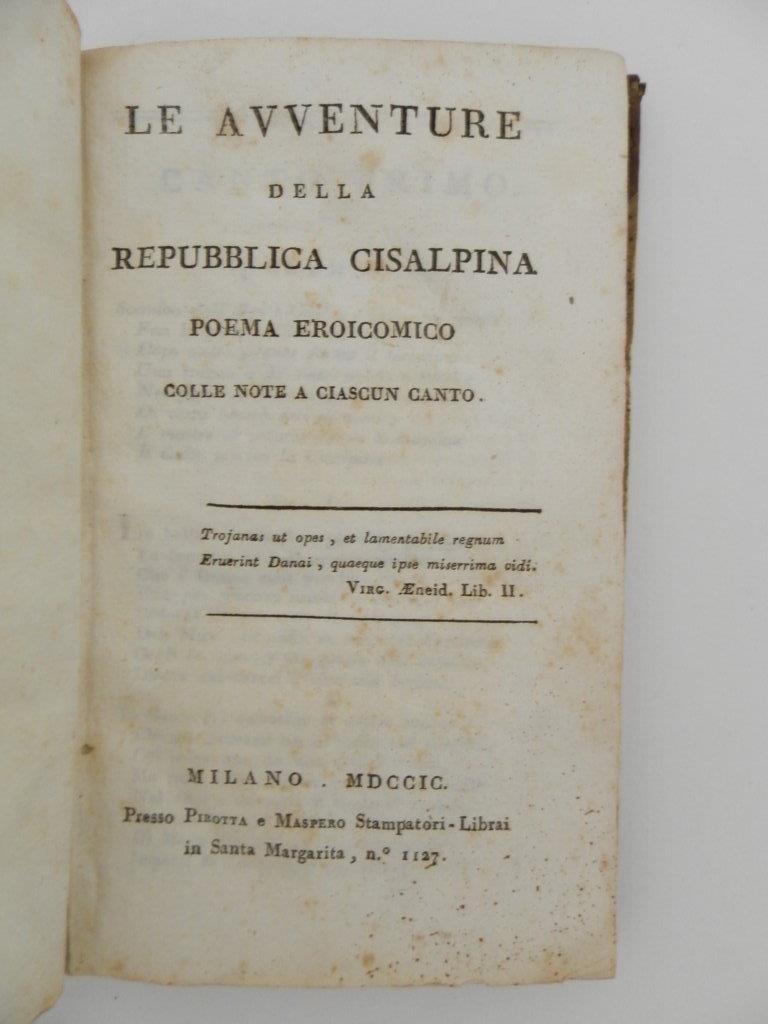 LE AVVENTURE
DELLA
REPUBBLICA CISALPINA
POEMA EROICOMICO
COLLE NOTE A CIASCUN CANTO.
Trojanas ut opes, et lamentabile regnum
Eruerint Danai, quaeque ipse miserrima vidi.
VIRG. Æneid. Lib. II.
MILANO. MDCCIC.
Presso PIROTTA e MASPERO Stampatori-Librai
in Santa Margarita, n.º 1127.